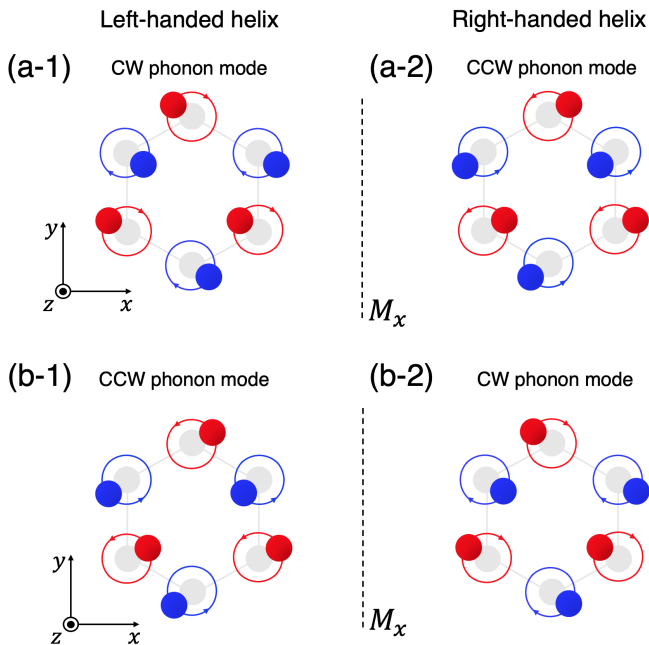 Left-handed helix
Right-handed helix
(a-1)
CW phonon mode
(a-2)
CCW phonon mode
y
z
x
M_x
(b-1)
CCW phonon mode
(b-2)
CW phonon mode
y
z
x
M_x